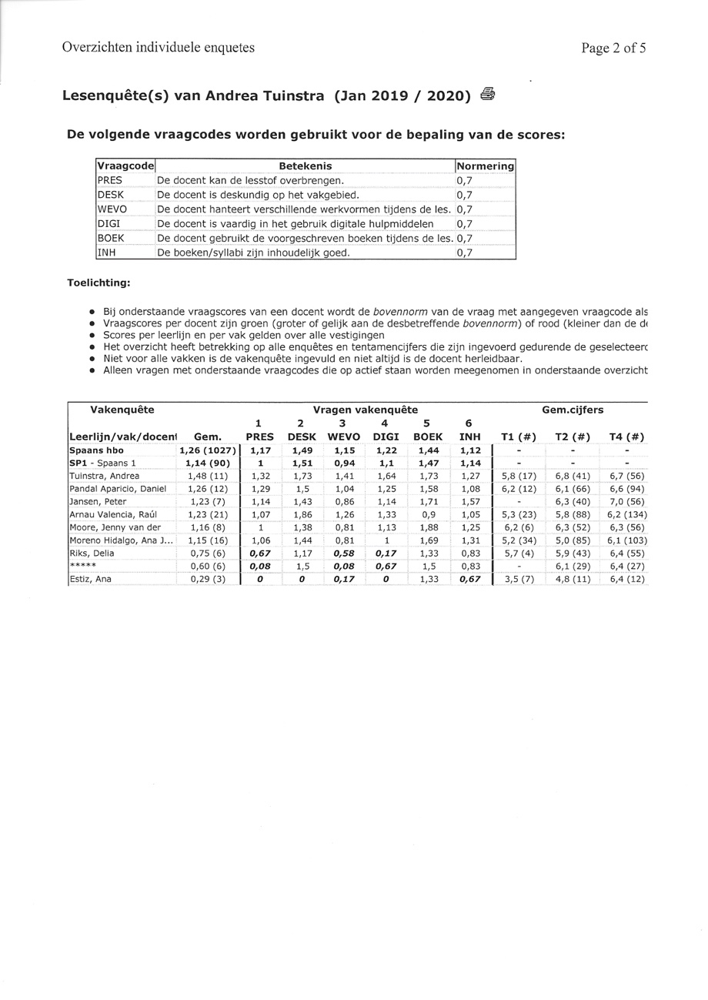 Overzichten individuele enquetes Page 2 of 5
Lesenquête(s) van Andrea Tuinstra (Jan 2019 / 2020)
De volgende vraagcodes worden gebruikt voor de bepaling van de scores:
Vraagcode Betekenis Normering
PRES De docent kan de lesstof overbrengen. 0,7
DESK De docent is deskundig op het vakgebied. 0,7
WEVO De docent hanteert verschillende werkvormen tijdens de les. 0,7
DIGI De docent is vaardig in het gebruik digitale hulpmiddelen 0,7
BOEK De docent gebruikt de voorgeschreven boeken tijdens de les. 0,7
INH De boeken/syllabi zijn inhoudelijk goed. 0,7
Toelichting:
• Bij onderstaande vraagscores van een docent wordt de bovennorm van de vraag met aangegeven vraagcode als
• Vraagscores per docent zijn groen (groter of gelijk aan de desbetreffende bovennorm) of rood (kleiner dan de
• Scores per leerlijn en per vak gelden over alle vestigingen
• Het overzicht heeft betrekking op alle enquêtes en tentamencijfers die zijn ingevoerd gedurende de
• Niet voor alle vakken is de vakenquête ingevuld en niet altijd is de docent herleidbaar.
• Alleen vragen met onderstaande vraagcodes die op actief staan worden meegenomen in onderstaande overzicht
Vakenquête Vragen vakenquête Gem.cijfers
1 2 3 4 5 6
Leerlijn/vak/docent Gem. PRES DESK WEVO DIGI BOEK INH T1 (#) T2 (#) T4 (#)
Spaans hbo 1,26 (1027) 1,17 1,49 1,15 1,22 1,44 1,12 - - -
SP1 - Spaans 1 1,14 (90) 1 1,51 0,94 1,1 1,47 1,14 - - -
Tuinstra, Andrea 1,48 (11) 1,32 1,73 1,41 1,64 1,73 1,27 5,8 (17) 6,8 (41) 6,7 (56)
Pandal Aparicio, Daniel 1,26 (12) 1,29 1,5 1,04 1,25 1,58 1,08 6,2 (12) 6,1 (66) 6,6 (94)
Jansen, Peter 1,23 (7) 1,14 1,43 0,86 1,14 1,71 1,57 - 6,3 (40) 7,0 (56)
Arnau Valencia, Raúl 1,23 (21) 1,07 1,86 1,26 1,33 0,9 1,05 5,3 (23) 5,8 (88) 6,2 (134)
Moore, Jenny van der 1,16 (8) 1 1,38 0,81 1,13 1,88 1,25 6,2 (6) 6,3 (52) 6,3 (56)
Moreno Hidalgo, Ana J... 1,15 (16) 1,06 1,44 0,81 1 1,69 1,31 5,2 (34) 5,0 (85) 6,1 (103)
Riks, Delia 0,75 (6) 0,67 1,17 0,58 0,17 1,33 0,83 5,7 (4) 5,9 (43) 6,4 (55)
***** 0,60 (6) 0,08 1,5 0,08 0,67 1,5 0,83 - 6,1 (29) 6,4 (27)
Estiz, Ana 0,29 (3) 0 0 0,17 0 1,33 0,67 3,5 (7) 4,8 (11) 6,4 (12)